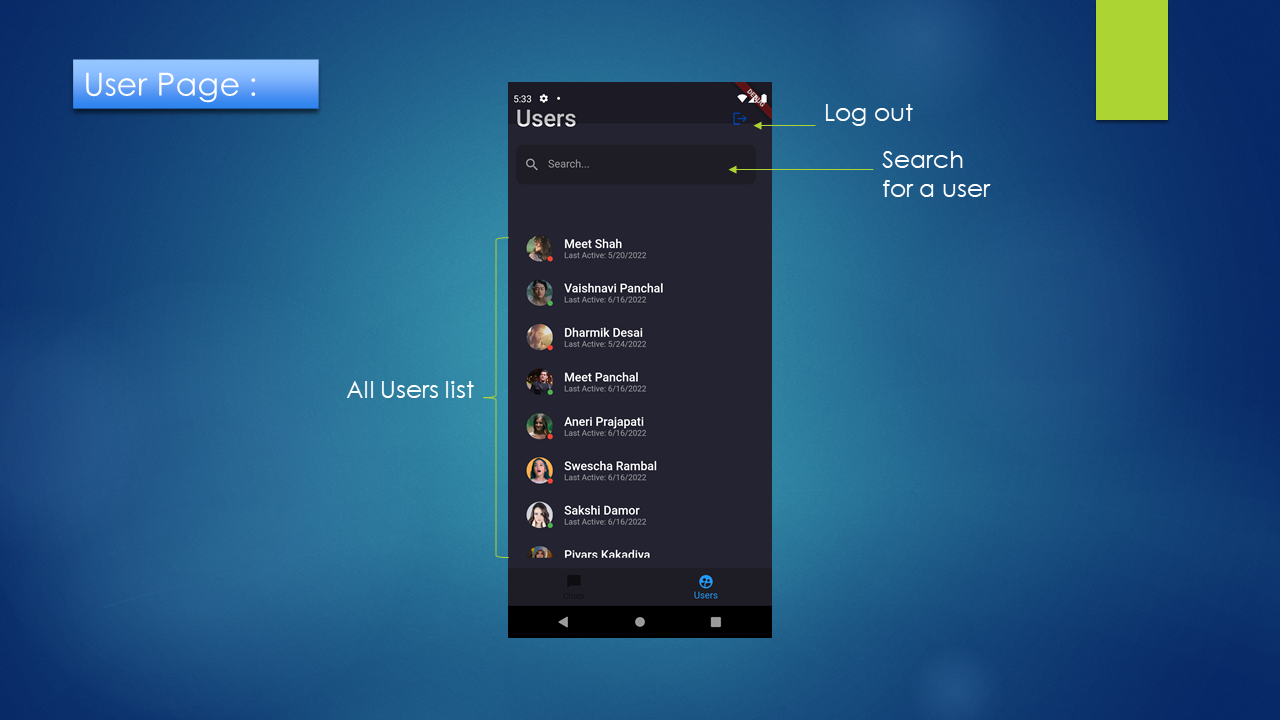 User Page :
5:33
DEBUG
Users
Log out
Search...
Search
for a user
Meet Shah
Last Active: 5/20/2022
Vaishnavi Panchal
Last Active: 6/16/2022
Dharmik Desai
Last Active: 5/24/2022
Meet Panchal
Last Active: 6/16/2022
All Users list
Aneri Prajapati
Last Active: 6/16/2022
Swescha Rambal
Last Active: 6/16/2022
Sakshi Damor
Last Active: 6/16/2022
Piyars Kakadiya
Chats
Users